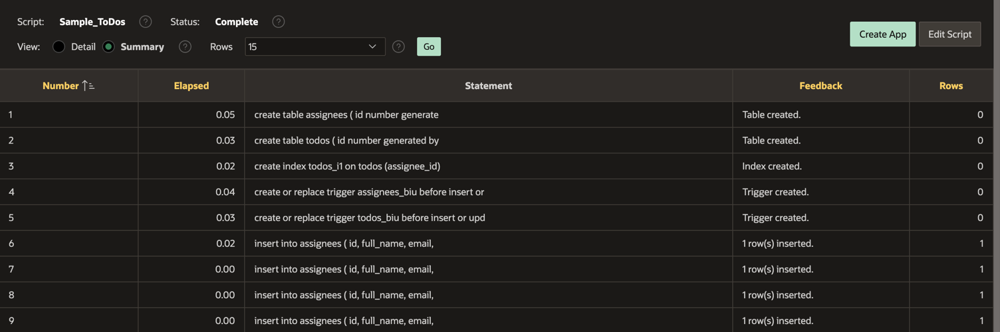 Script: Sample_ToDos ? Status: Complete ?
Create App Edit Script
View: Detail Summary ? Rows 15 ? Go
Number Elapsed Statement Feedback Rows
1 0.05 create table assignees ( id number generate Table created. 0
2 0.03 create table todos ( id number generated by Table created. 0
3 0.02 create index todos_i1 on todos (assignee_id) Index created. 0
4 0.04 create or replace trigger assignees_biu before insert or Trigger created. 0
5 0.03 create or replace trigger todos_biu before insert or upd Trigger created. 0
6 0.02 insert into assignees ( id, full_name, email, 1 row(s) inserted. 1
7 0.00 insert into assignees ( id, full_name, email, 1 row(s) inserted. 1
8 0.00 insert into assignees ( id, full_name, email, 1 row(s) inserted. 1
9 0.00 insert into assignees ( id, full_name, email, 1 row(s) inserted. 1